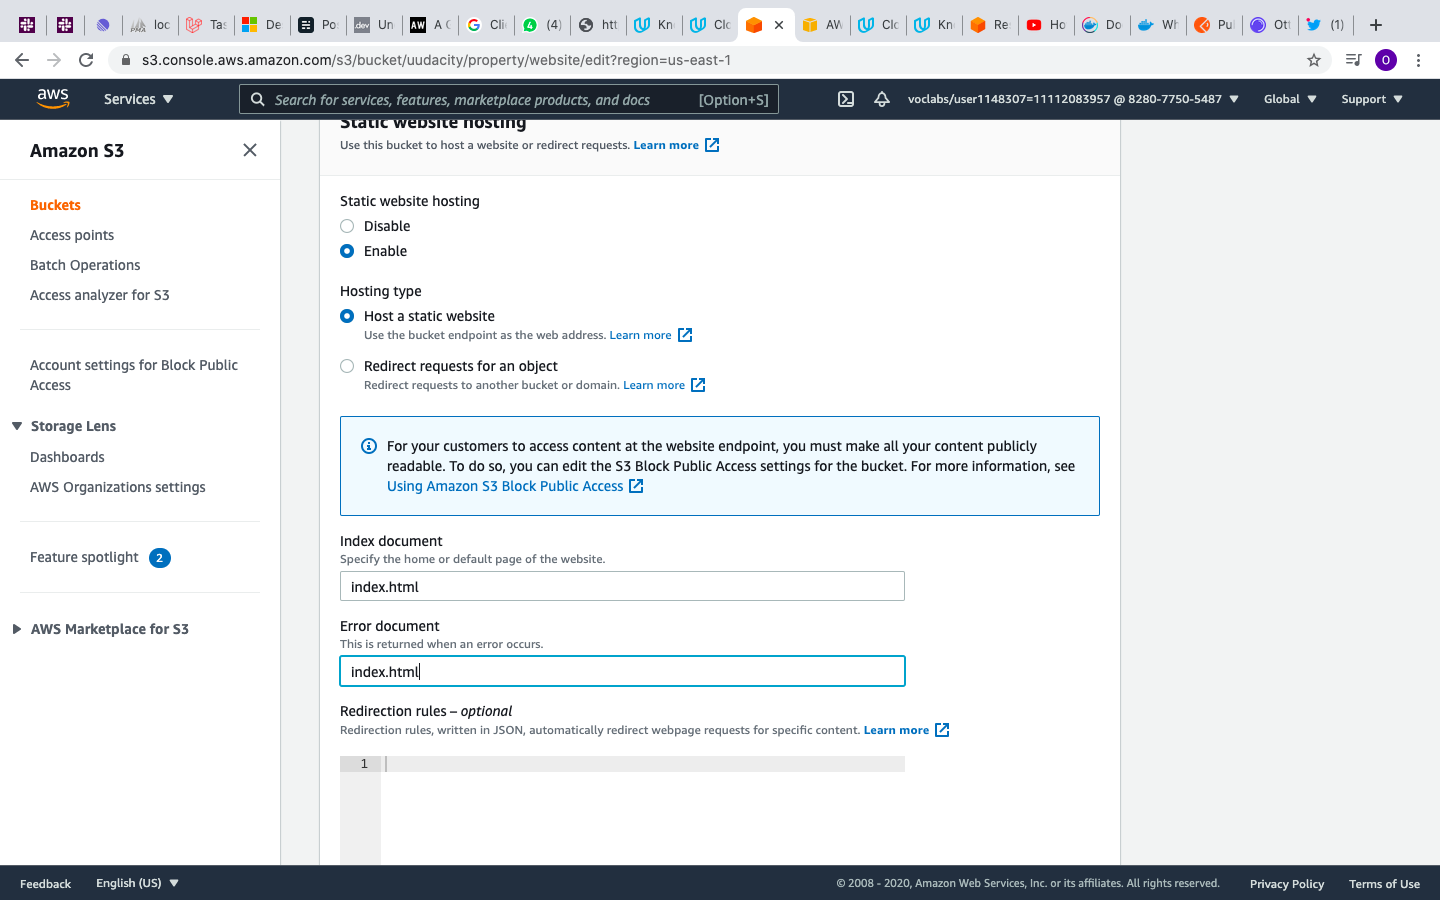 loc
Tas
De
Pos
.dev
Un
AW
A C
Clic
4
(4)
htt
Kn
Clo
AW
Clo
Kn
Re
Ho
Do
Wh
Pul
Ott
(1)
s3.console.aws.amazon.com/s3/bucket/uudacity/property/website/edit?region=us-east-1
O
aws
Services
Search for services, features, marketplace products, and docs [Option+S]
voclabs/user1148307=11112083957 @ 8280-7750-5487
Global
Support
Amazon S3
Buckets
Access points
Batch Operations
Access analyzer for S3
Account settings for Block Public
Access
Storage Lens
Dashboards
AWS Organizations settings
Feature spotlight 2
AWS Marketplace for S3
Static website hosting
Use this bucket to host a website or redirect requests. Learn more
Static website hosting
Disable
Enable
Hosting type
Host a static website
Use the bucket endpoint as the web address. Learn more
Redirect requests for an object
Redirect requests to another bucket or domain. Learn more
For your customers to access content at the website endpoint, you must make all your content publicly
readable. To do so, you can edit the S3 Block Public Access settings for the bucket. For more information, see
Using Amazon S3 Block Public Access
Index document
Specify the home or default page of the website.
index.html
Error document
This is returned when an error occurs.
index.html
Redirection rules – optional
Redirection rules, written in JSON, automatically redirect webpage requests for specific content. Learn more
1
Feedback
English (US)
© 2008 - 2020, Amazon Web Services, Inc. or its affiliates. All rights reserved.
Privacy Policy
Terms of Use